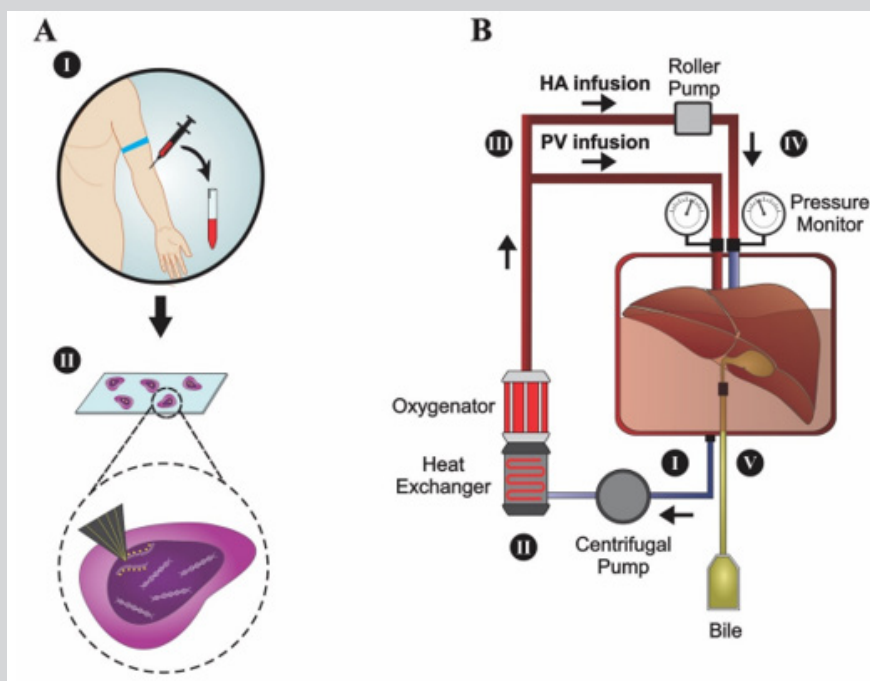 A
I
II
B
HA infusion
Roller
Pump
III
PV infusion
IV
Pressure
Monitor
Oxygenator
Heat
Exchanger
I
V
II
Centrifugal
Pump
Bile